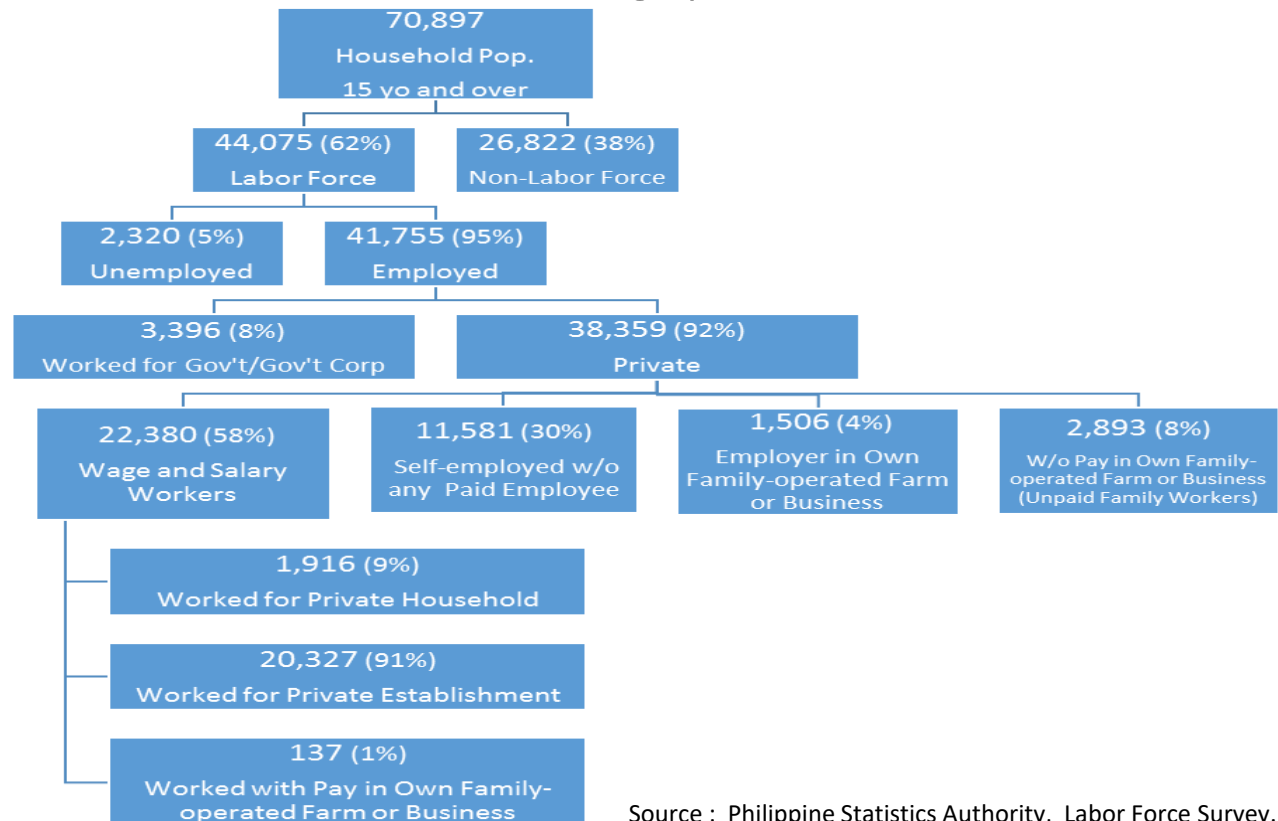 70,897
Household Pop.
15 yo and over
44,075 (62%)
Labor Force
26,822 (38%)
Non-Labor Force
2,320 (5%)
Unemployed
41,755 (95%)
Employed
3,396 (8%)
Worked for Gov't/Gov't Corp
38,359 (92%)
Private
22,380 (58%)
Wage and Salary
Workers
11,581 (30%)
Self-employed w/o
any Paid Employee
1,506 (4%)
Employer in Own
Family-operated Farm
or Business
2,893 (8%)
W/o Pay in Own Family-
operated Farm or Business
(Unpaid Family Workers)
1,916 (9%)
Worked for Private Household
20,327 (91%)
Worked for Private Establishment
137 (1%)
Worked with Pay in Own Family-
operated Farm or Business
Source : Philippine Statistics Authority, Labor Force Survey.